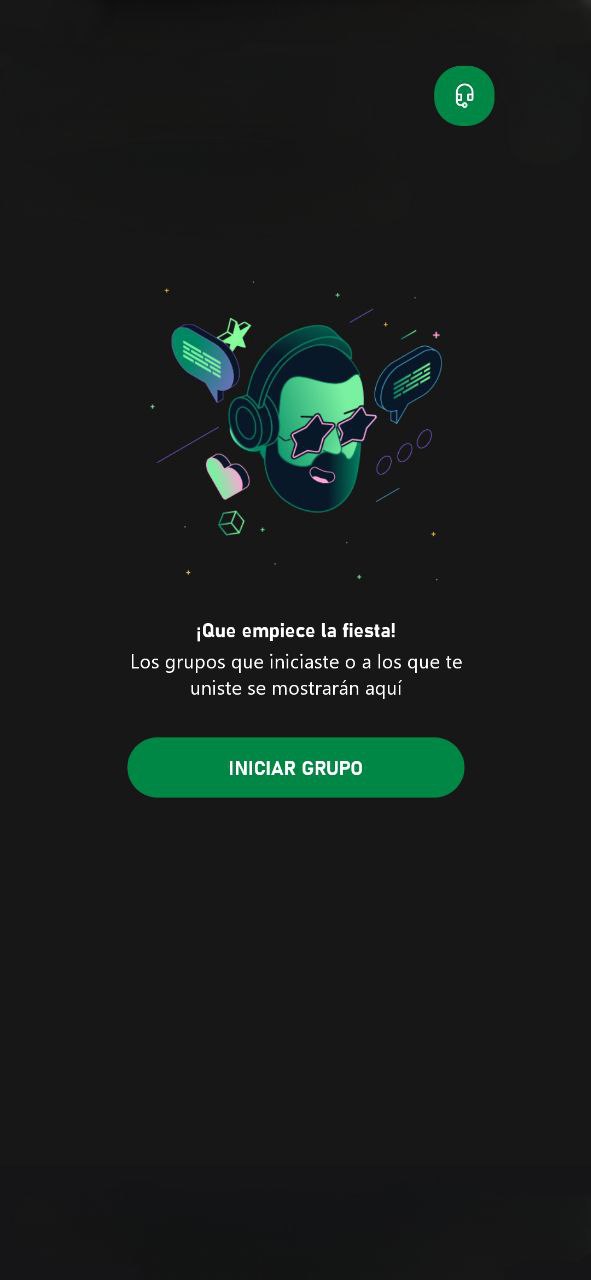 ¡Que empiece la fiesta!
Los grupos que iniciaste o a los que te
uniste se mostrarán aquí
INICIAR GRUPO